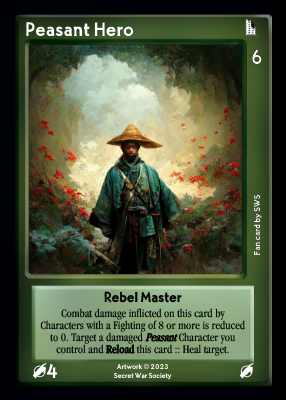 Peasant Hero
6
Fan card by SWS
Rebel Master
Combat damage inflicted on this card by
Characters with a Fighting of 8 or more is reduced
to 0. Target a damaged Peasant Character you
control and Reload this card :: Heal target.
4
Artwork © 2023
Secret War Society